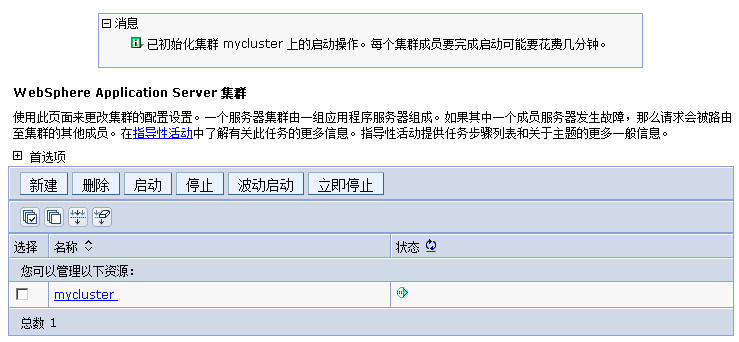 消息
已初始化集群 mycluster 上的启动操作。每个集群成员要完成启动可能要花费几分钟。
WebSphere Application Server 集群
使用此页面来更改集群的配置设置。一个服务器集群由一组应用程序服务器组成。如果其中一个成员服务器发生故障，那么请求会被路由
至集群的其他成员。在指导性活动中了解有关此任务的更多信息。指导性活动提供任务步骤列表和关于主题的更多一般信息。
首选项
新建 删除 启动 停止 波动启动 立即停止
选择 名称 状态
您可以管理以下资源:
mycluster
总数 1